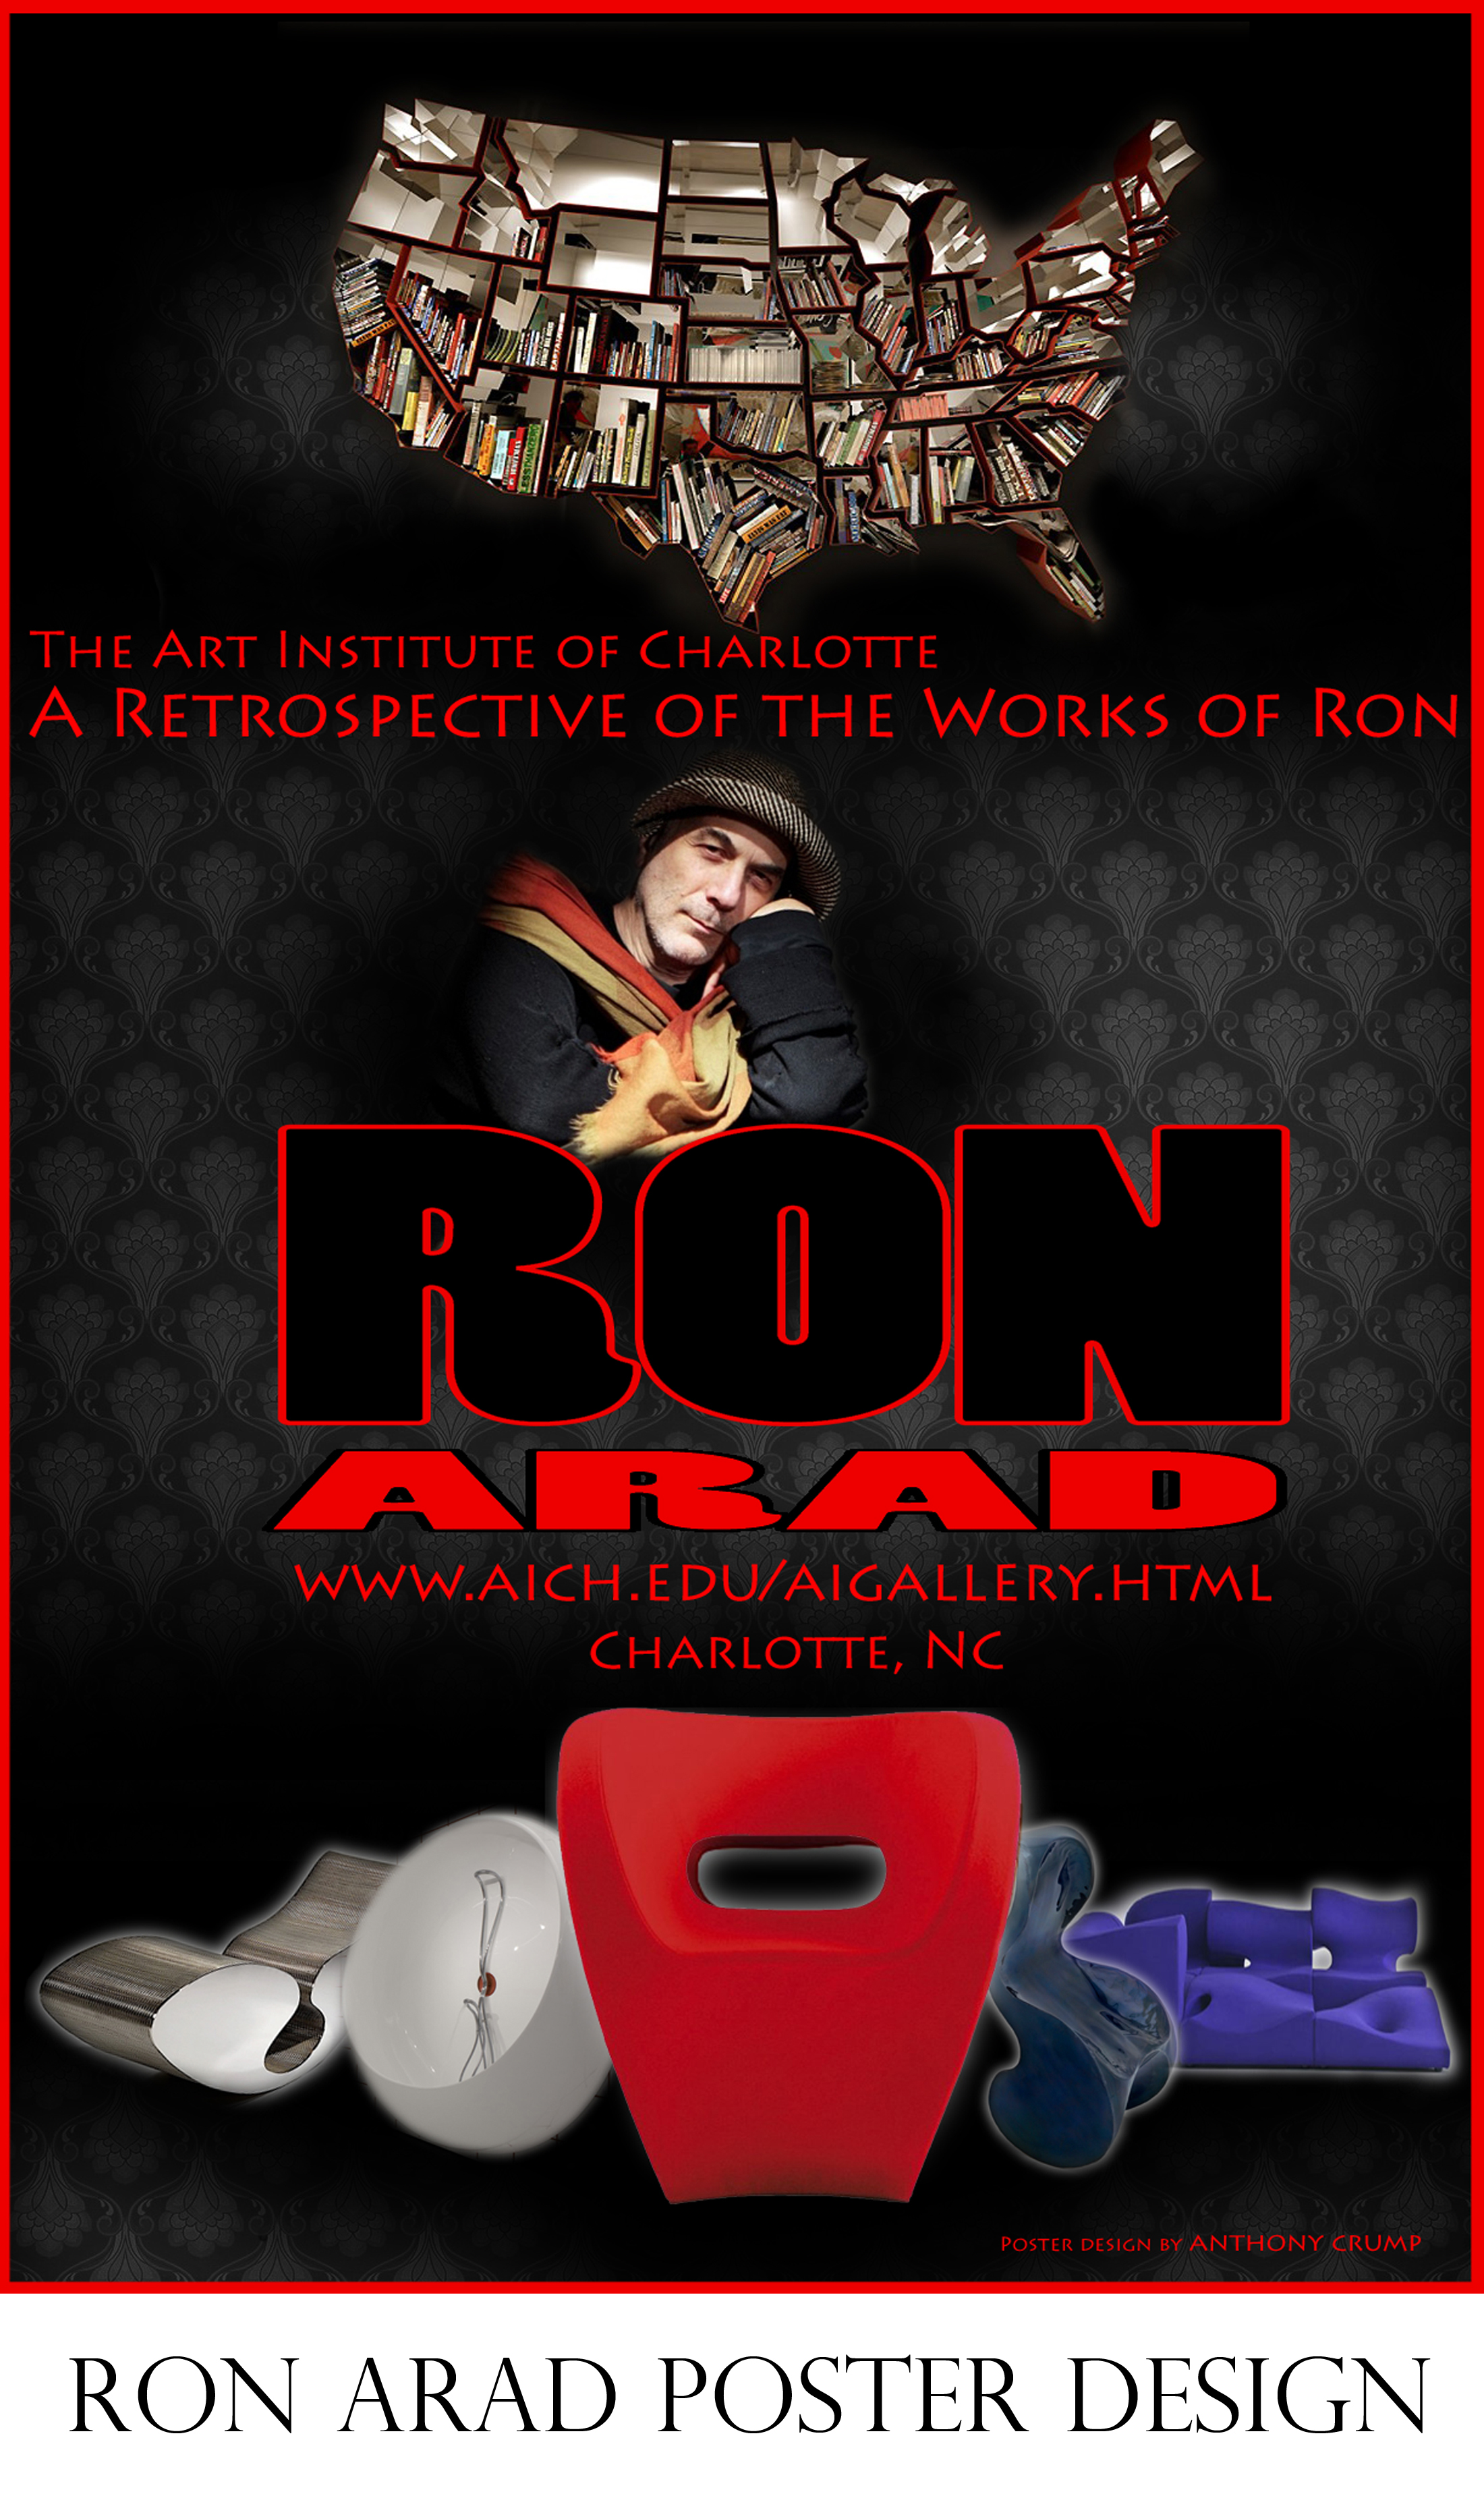 The Art Institute of Charlotte
A Retrospective of the Works of Ron
RON
ARAD
WWW.AICH.EDU/AIGALLERY.HTML
Charlotte, NC
Poster design by ANTHONY CRUMP
RON ARAD POSTER DESIGN